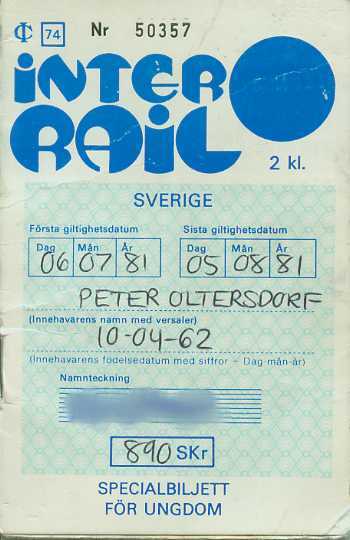 74 Nr 50357
INTER
RAIL
2 kl.
SVERIGE
Första giltighetsdatum Sista giltighetsdatum
Dag Mån År Dag Mån År
06 07 81 05 08 81
PETER OLTERSDORF
(Innehavarens namn med versaler)
10-04-62
(Innehavarens födelsedatum med siffror - Dag-mån-år)
Namnteckning
890 SKr
SPECIALBILJETT
FÖR UNGDOM